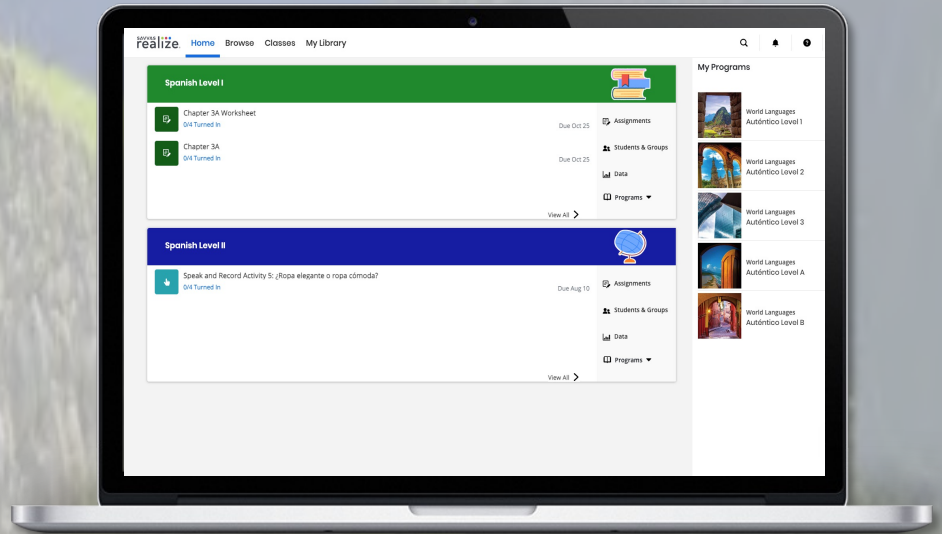 SAVVAS
realize.
Home Browse Classes My Library
Spanish Level I
Chapter 3A Worksheet
0/4 Turned In
Due Oct 25
Chapter 3A
0/4 Turned In
Due Oct 25
View All
Assignments
Students & Groups
Data
Programs
Spanish Level II
Speak and Record Activity 5: ¿Ropa elegante o ropa cómoda?
0/4 Turned In
Due Aug 10
View All
Assignments
Students & Groups
Data
Programs
My Programs
World Languages
Auténtico Level 1
World Languages
Auténtico Level 2
World Languages
Auténtico Level 3
World Languages
Auténtico Level A
World Languages
Auténtico Level B